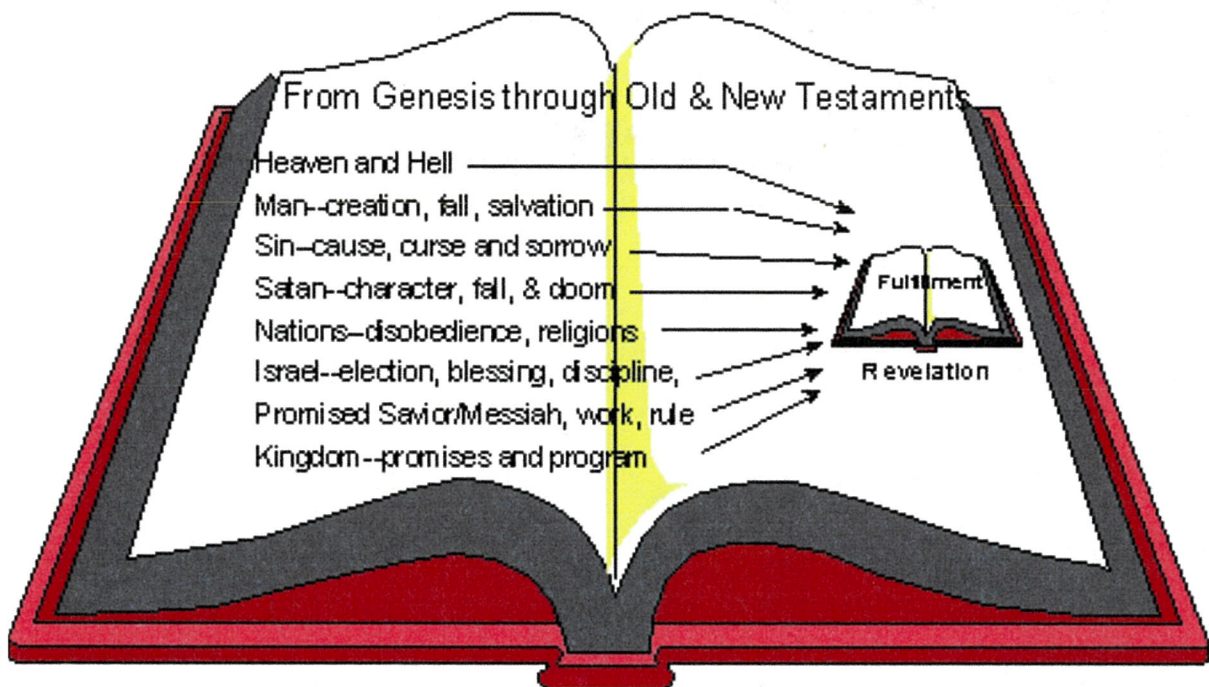 From Genesis through Old & New Testaments
Heaven and Hell
Man--creation, fall, salvation
Sin--cause, curse and sorrow
Satan--character, fall, & doom
Nations--disobedience, religions
Israel--election, blessing, discipline,
Promised Savior/Messiah, work, rule
Kingdom--promises and program
Fulfillment
Revelation